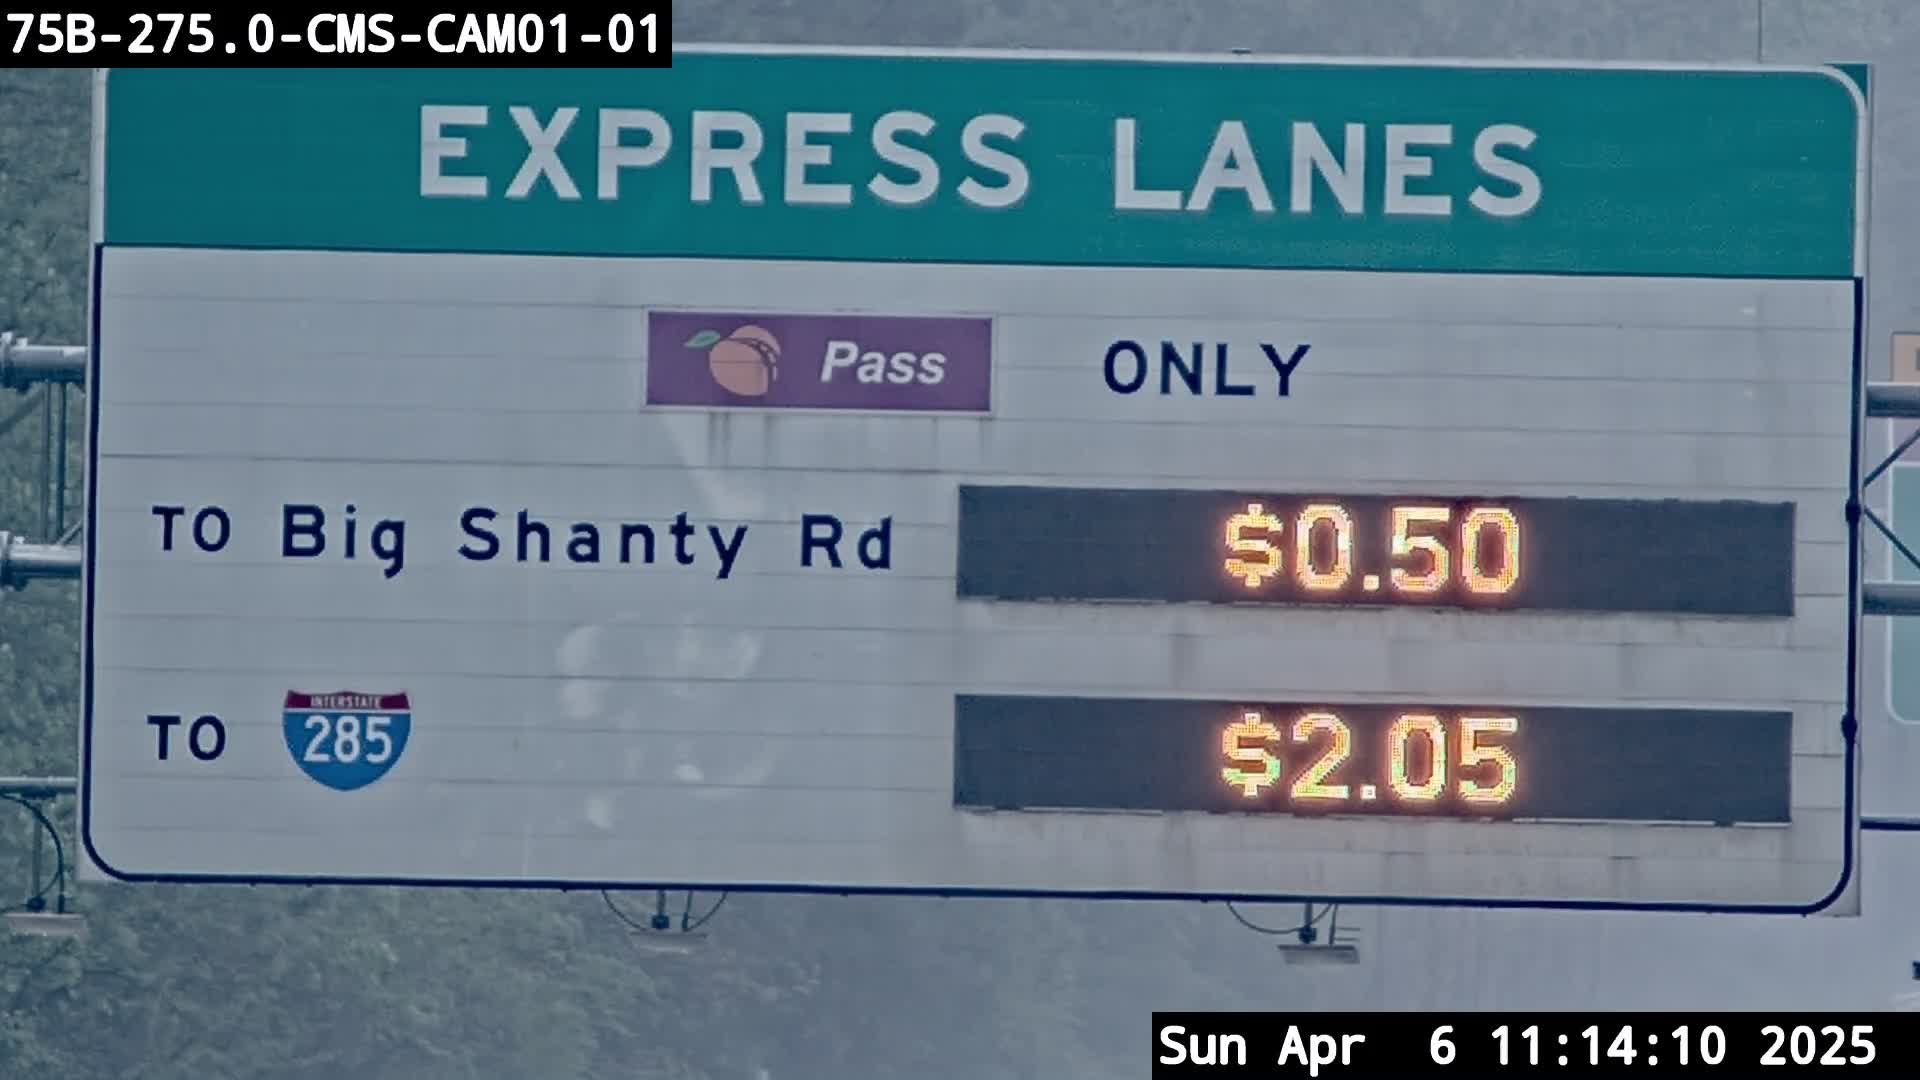 75B-275.0-CMS-CAM01-01
EXPRESS LANES
Pass ONLY
TO Big Shanty Rd $0.50
TO INTERSTATE 285 $2.05
Sun Apr 6 11:14:10 2025